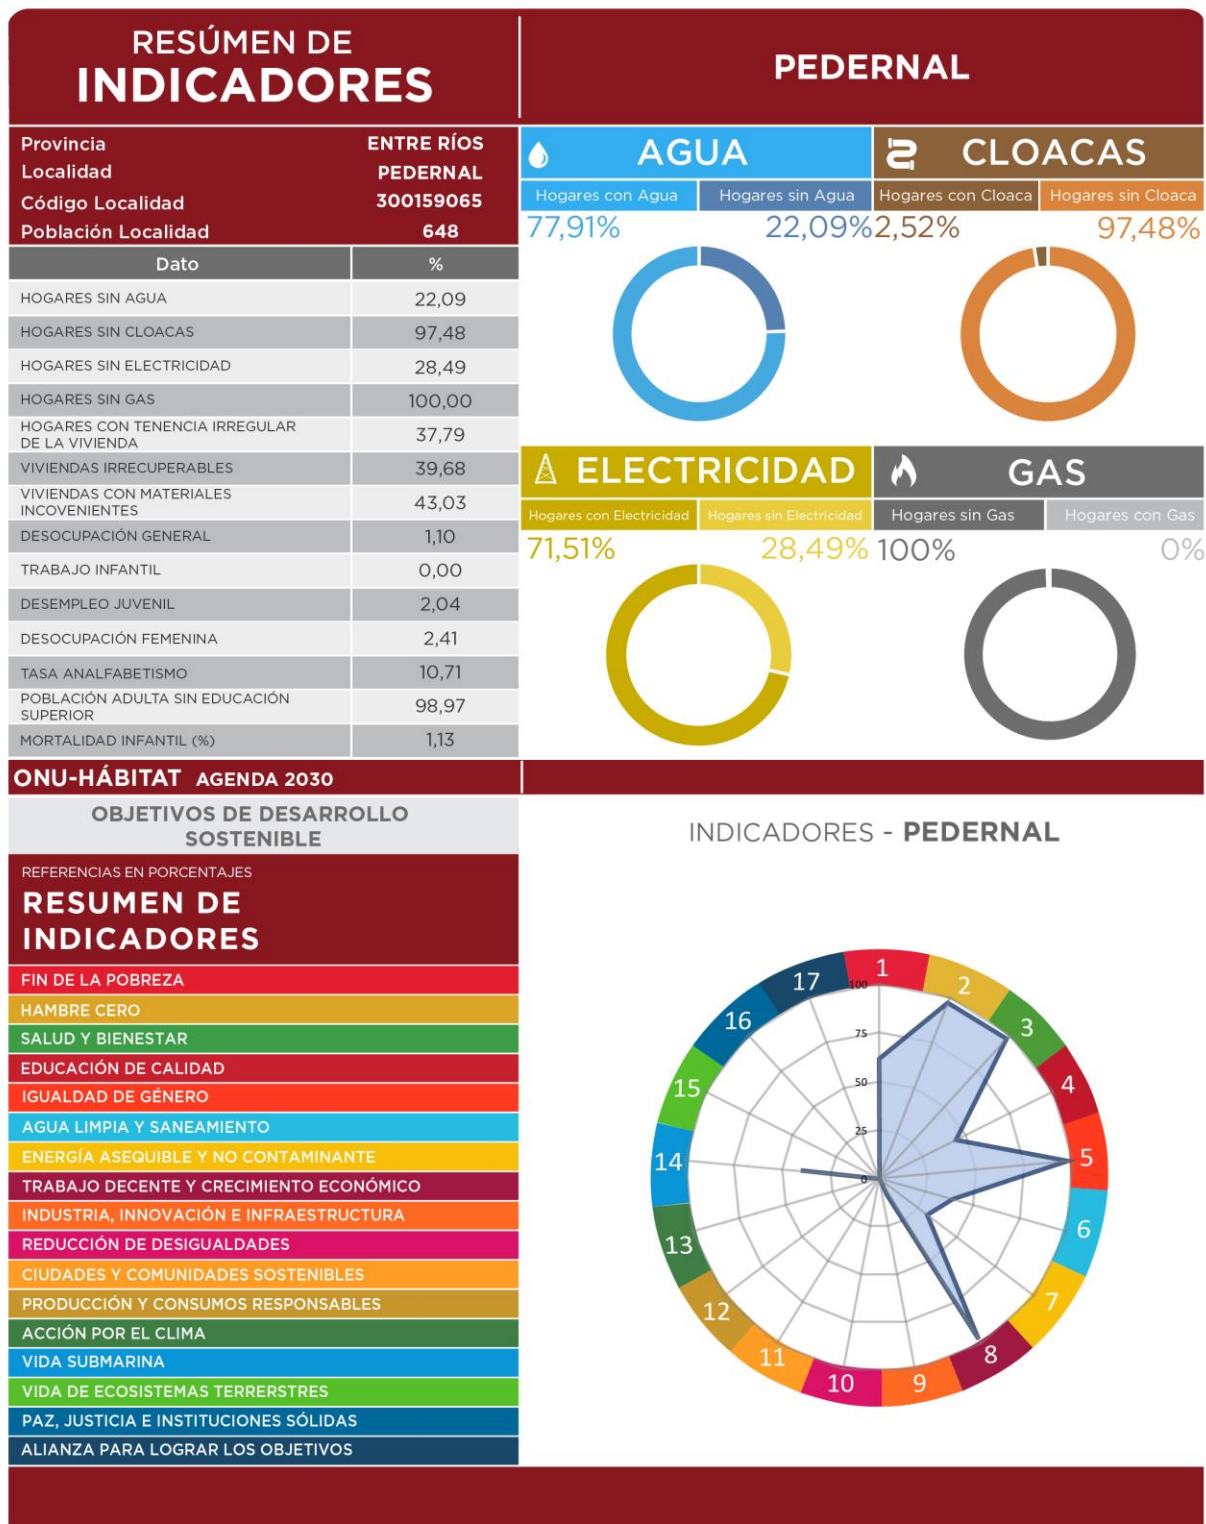 RESÚMEN DE
INDICADORES
PEDERNAL
Provincia ENTRE RÍOS
Localidad PEDERNAL
Código Localidad 300159065
Población Localidad 648
Dato %
HOGARES SIN AGUA 22,09
HOGARES SIN CLOACAS 97,48
HOGARES SIN ELECTRICIDAD 28,49
HOGARES SIN GAS 100,00
HOGARES CON TENENCIA IRREGULAR
DE LA VIVIENDA 37,79
VIVIENDAS IRRECUPERABLES 39,68
VIVIENDAS CON MATERIALES
INCOVENIENTES 43,03
DESOCUPACIÓN GENERAL 1,10
TRABAJO INFANTIL 0,00
DESEMPLEO JUVENIL 2,04
DESOCUPACIÓN FEMENINA 2,41
TASA ANALFABETISMO 10,71
POBLACIÓN ADULTA SIN EDUCACIÓN
SUPERIOR 98,97
MORTALIDAD INFANTIL (%) 1,13
AGUA
Hogares con Agua Hogares sin Agua
77,91% 22,09%
CLOACAS
Hogares con Cloaca Hogares sin Cloaca
2,52% 97,48%
ELECTRICIDAD
Hogares con Electricidad Hogares sin Electricidad
71,51% 28,49%
GAS
Hogares sin Gas Hogares con Gas
100% 0%
ONU-HÁBITAT AGENDA 2030
OBJETIVOS DE DESARROLLO
SOSTENIBLE
REFERENCIAS EN PORCENTAJES
RESUMEN DE
INDICADORES
FIN DE LA POBREZA
HAMBRE CERO
SALUD Y BIENESTAR
EDUCACIÓN DE CALIDAD
IGUALDAD DE GÉNERO
AGUA LIMPIA Y SANEAMIENTO
ENERGÍA ASEQUIBLE Y NO CONTAMINANTE
TRABAJO DECENTE Y CRECIMIENTO ECONÓMICO
INDUSTRIA, INNOVACIÓN E INFRAESTRUCTURA
REDUCCIÓN DE DESIGUALDADES
CIUDADES Y COMUNIDADES SOSTENIBLES
PRODUCCIÓN Y CONSUMOS RESPONSABLES
ACCIÓN POR EL CLIMA
VIDA SUBMARINA
VIDA DE ECOSISTEMAS TERRERSTRES
PAZ, JUSTICIA E INSTITUCIONES SÓLIDAS
ALIANZA PARA LOGRAR LOS OBJETIVOS
INDICADORES - PEDERNAL
1
2
3
4
5
6
7
8
9
10
11
12
13
14
15
16
17
100
75
50
25
0